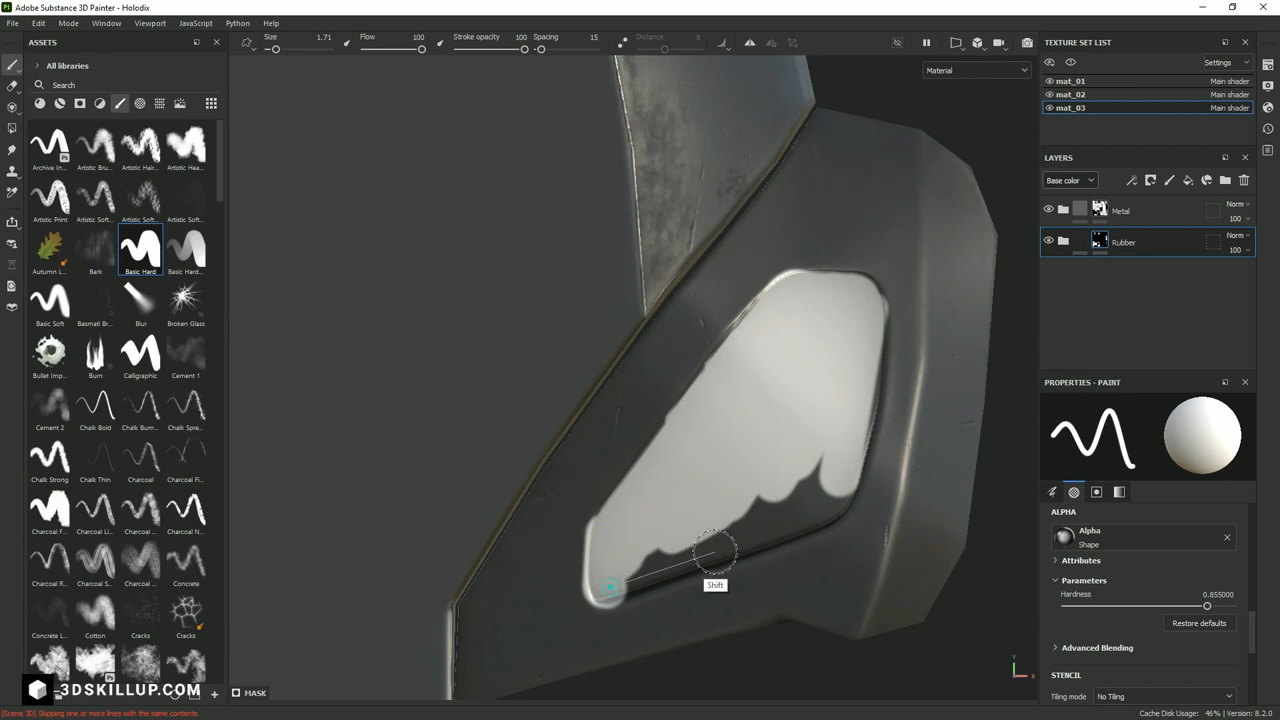 Adobe Substance 3D Painter - Holodix
File Edit Mode Window Viewport JavaScript Python Help
ASSETS
Size 1.71 Flow 100 Stroke opacity 100 Spacing 15 Distance 8
TEXTURE SET LIST
All libraries
Settings
Search
Material
mat_01 Main shader
mat_02 Main shader
mat_03 Main shader
LAYERS
Base color
Metal Norm 100
Rubber Norm 100
Archive In... Artistic Bru... Artistic Hair... Artistic Hea...
Artistic Print Artistic Soft... Artistic Soft... Artistic Soft...
Autumn L... Bark Basic Hard Basic Hard...
Basic Soft Basmati Br... Blur Broken Glass
Bullet Imp... Burn Calligraphic Cement 1
Cement 2 Chalk Bold Chalk Bum... Chalk Spre...
Chalk Strong Chalk Thin Charcoal Charcoal Fi...
Charcoal F... Charcoal Li... Charcoal M... Charcoal N...
Charcoal R... Charcoal S... Charcoal ... Concrete
Concrete L... Cotton Cracks Cracks
Shift
PROPERTIES - PAINT
ALPHA
Alpha
Shape
Attributes
Parameters
Hardness 0.855000
Restore defaults
Advanced Blending
STENCIL
Tiling mode No Tiling
3DSKILLUP.COM
MASK
[Scene 3D] Skipping one or more lines with the same contents
Cache Disk Usage: 46% | Version: 8.2.0